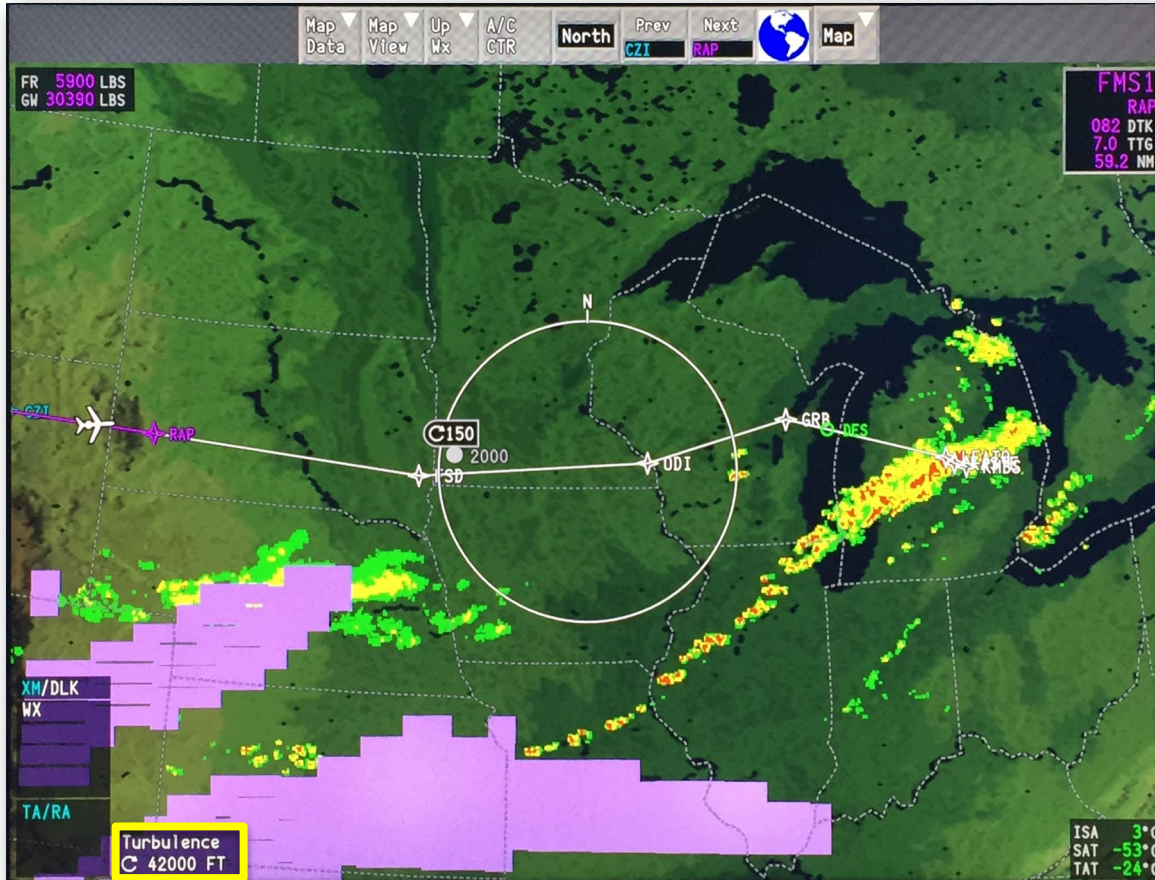 Map Data
Map View
Up Wx
A/C CTR
North
Prev CZI
Next RAP
Map
FR 5900 LBS
GW 30390 LBS
FMS1
RAP
082 DTK
7.0 TTG
59.2 NM
N
CZI
RAP
150
2000
FSD
ODI
GRB
DES
XM/DLK
WX
TA/RA
Turbulence
42000 FT
ISA 3°C
SAT -53°C
TAT -24°C